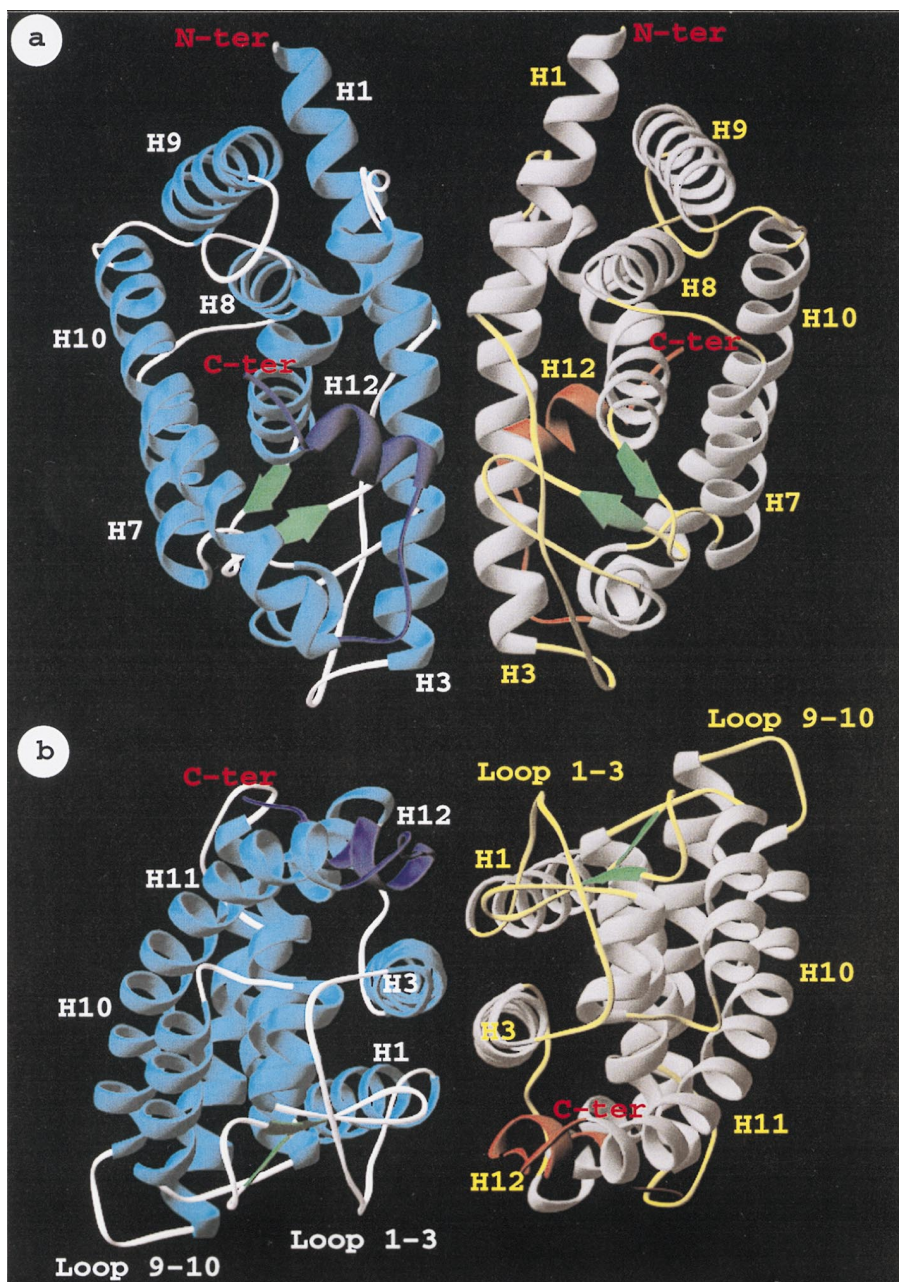 a
N-ter
N-ter
H1
H1
H9
H9
H8
H8
H10
H10
C-ter
C-ter
H12
H12
H7
H7
H3
H3
b
Loop 9-10
C-ter
Loop 1-3
H12
H11
H1
H3
H10
H10
H3
H1
C-ter
H11
H12
Loop 1-3
Loop 9-10